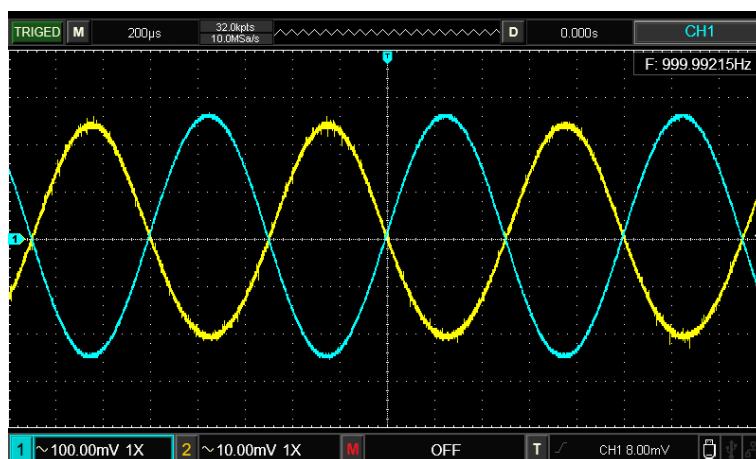 TRIGED M 200µs 32.0kpts D 0.000s CH1
10.0MSa/s
T
F: 999.99215Hz
1
1 ~100.00mV 1X 2 ~10.00mV 1X M OFF T CH1 8.00mV